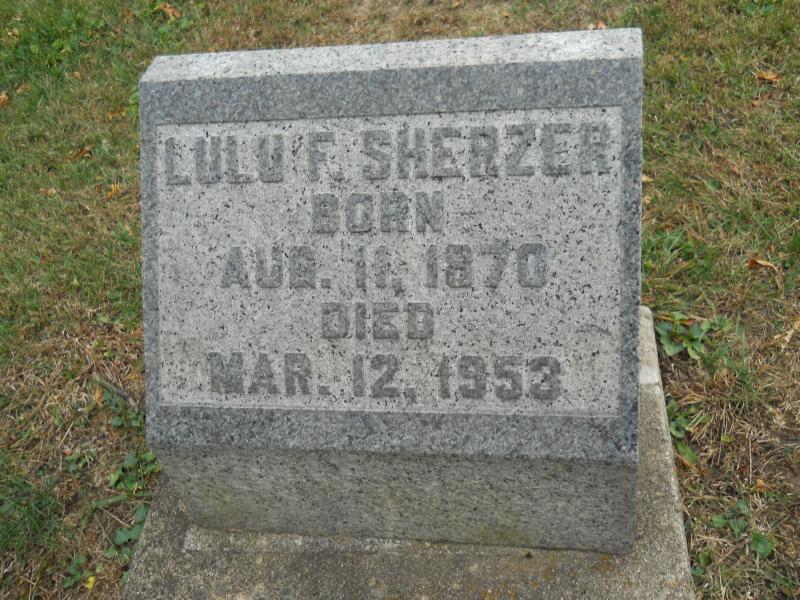 LULU F. SHERZER
BORN
AUG. 11, 1870
DIED
MAR. 12, 1953